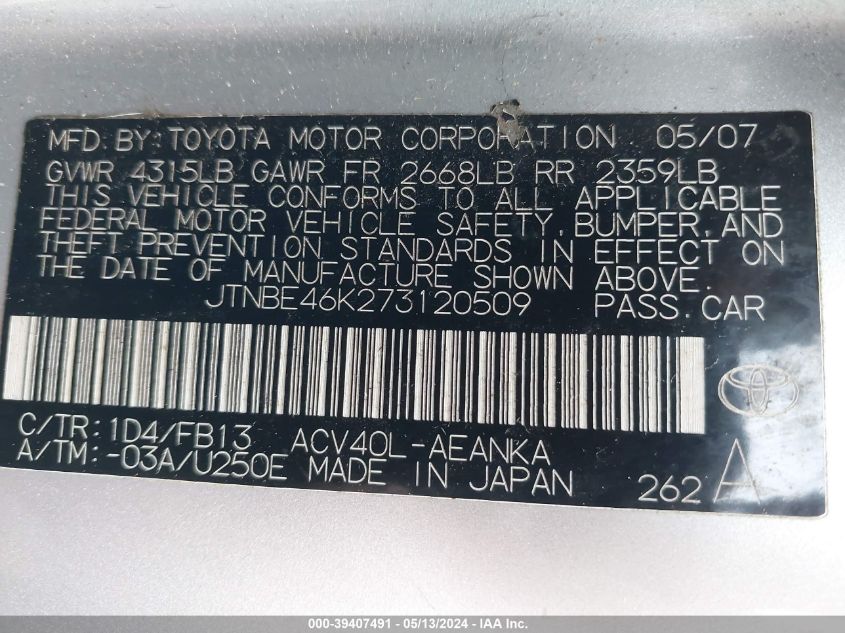 MFD. BY: TOYOTA MOTOR CORPORATION 05/07
GVWR 4315LB GAWR FR 2668LB RR 2359LB
THIS VEHICLE CONFORMS TO ALL APPLICABLE
FEDERAL MOTOR VEHICLE SAFETY, BUMPER, AND
THEFT PREVENTION STANDARDS IN EFFECT ON
THE DATE OF MANUFACTURE SHOWN ABOVE.
JTNBE46K273120509 PASS. CAR
C/TR: 1D4/FB13 ACV40L-AEANKA
A/TM: -03A/U250E MADE IN JAPAN
262 A
000-39407491 - 05/13/2024 - IAA Inc.